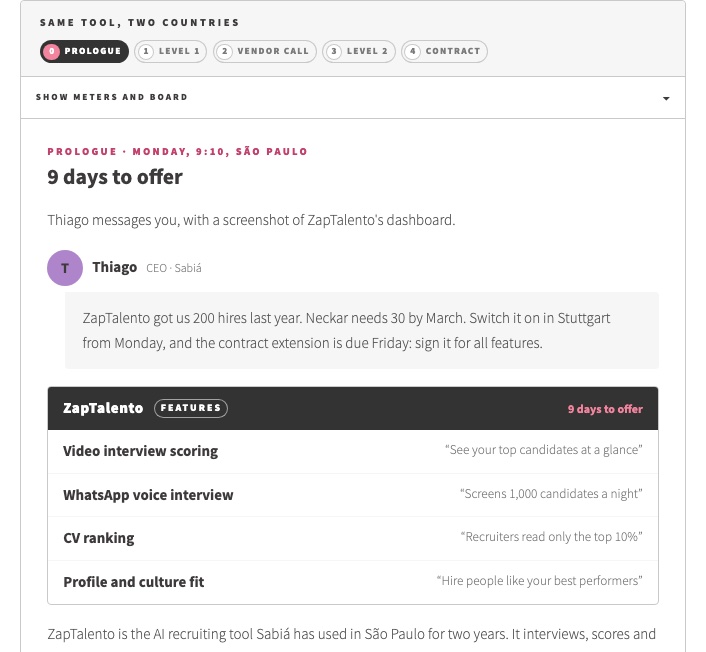 SAME TOOL, TWO COUNTRIES
0 PROLOGUE 1 LEVEL 1 2 VENDOR CALL 3 LEVEL 2 4 CONTRACT
SHOW METERS AND BOARD
PROLOGUE · MONDAY, 9:10, SÃO PAULO
9 days to offer
Thiago messages you, with a screenshot of ZapTalento's dashboard.
T Thiago CEO · Sabiá
ZapTalento got us 200 hires last year. Neckar needs 30 by March. Switch it on in Stuttgart
from Monday, and the contract extension is due Friday: sign it for all features.
ZapTalento FEATURES 9 days to offer
Video interview scoring “See your top candidates at a glance”
WhatsApp voice interview “Screens 1,000 candidates a night”
CV ranking “Recruiters read only the top 10%”
Profile and culture fit “Hire people like your best performers”
ZapTalento is the AI recruiting tool Sabiá has used in São Paulo for two years. It interviews, scores and